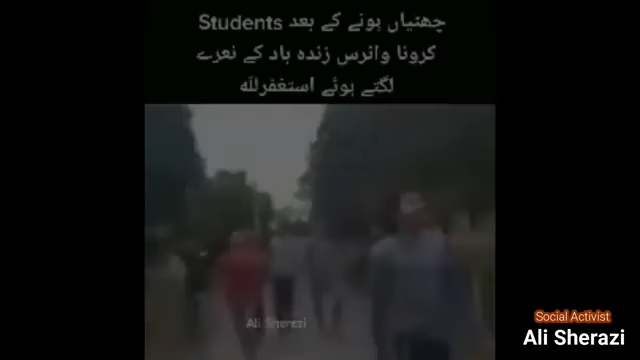 چھٹیاں ہونے کے بعد Students
کرونا وائرس زندہ باد کے نعرے
لگتے ہوئے استغفرللّٰه
Ali Sherazi
Social Activist
Ali Sherazi